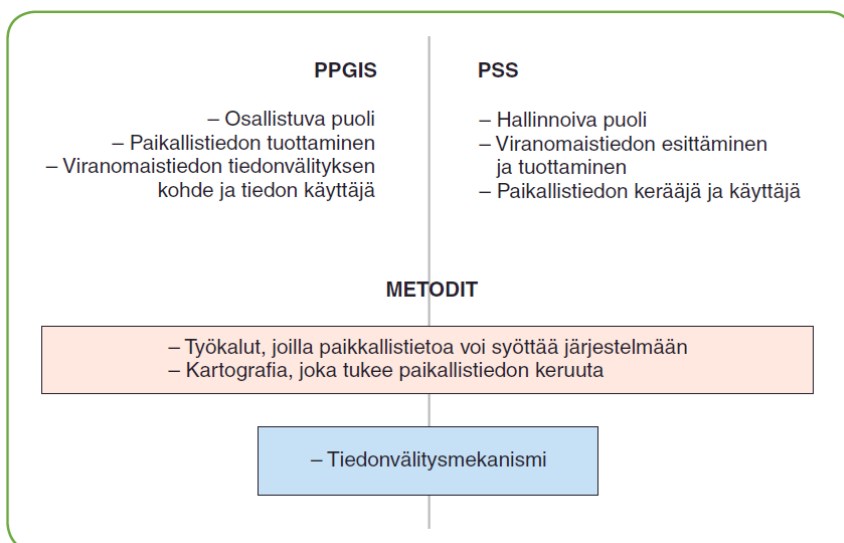 PPGIS
– Osallistuva puoli
– Paikallistiedon tuottaminen
– Viranomaistiedon tiedonvälityksen
kohde ja tiedon käyttäjä
PSS
– Hallinnoiva puoli
– Viranomaistiedon esittäminen
ja tuottaminen
– Paikallistiedon kerääjä ja käyttäjä
METODIT
– Työkalut, joilla paikkallistietoa voi syöttää järjestelmään
– Kartografia, joka tukee paikallistiedon keruuta
– Tiedonvälitysmekanismi